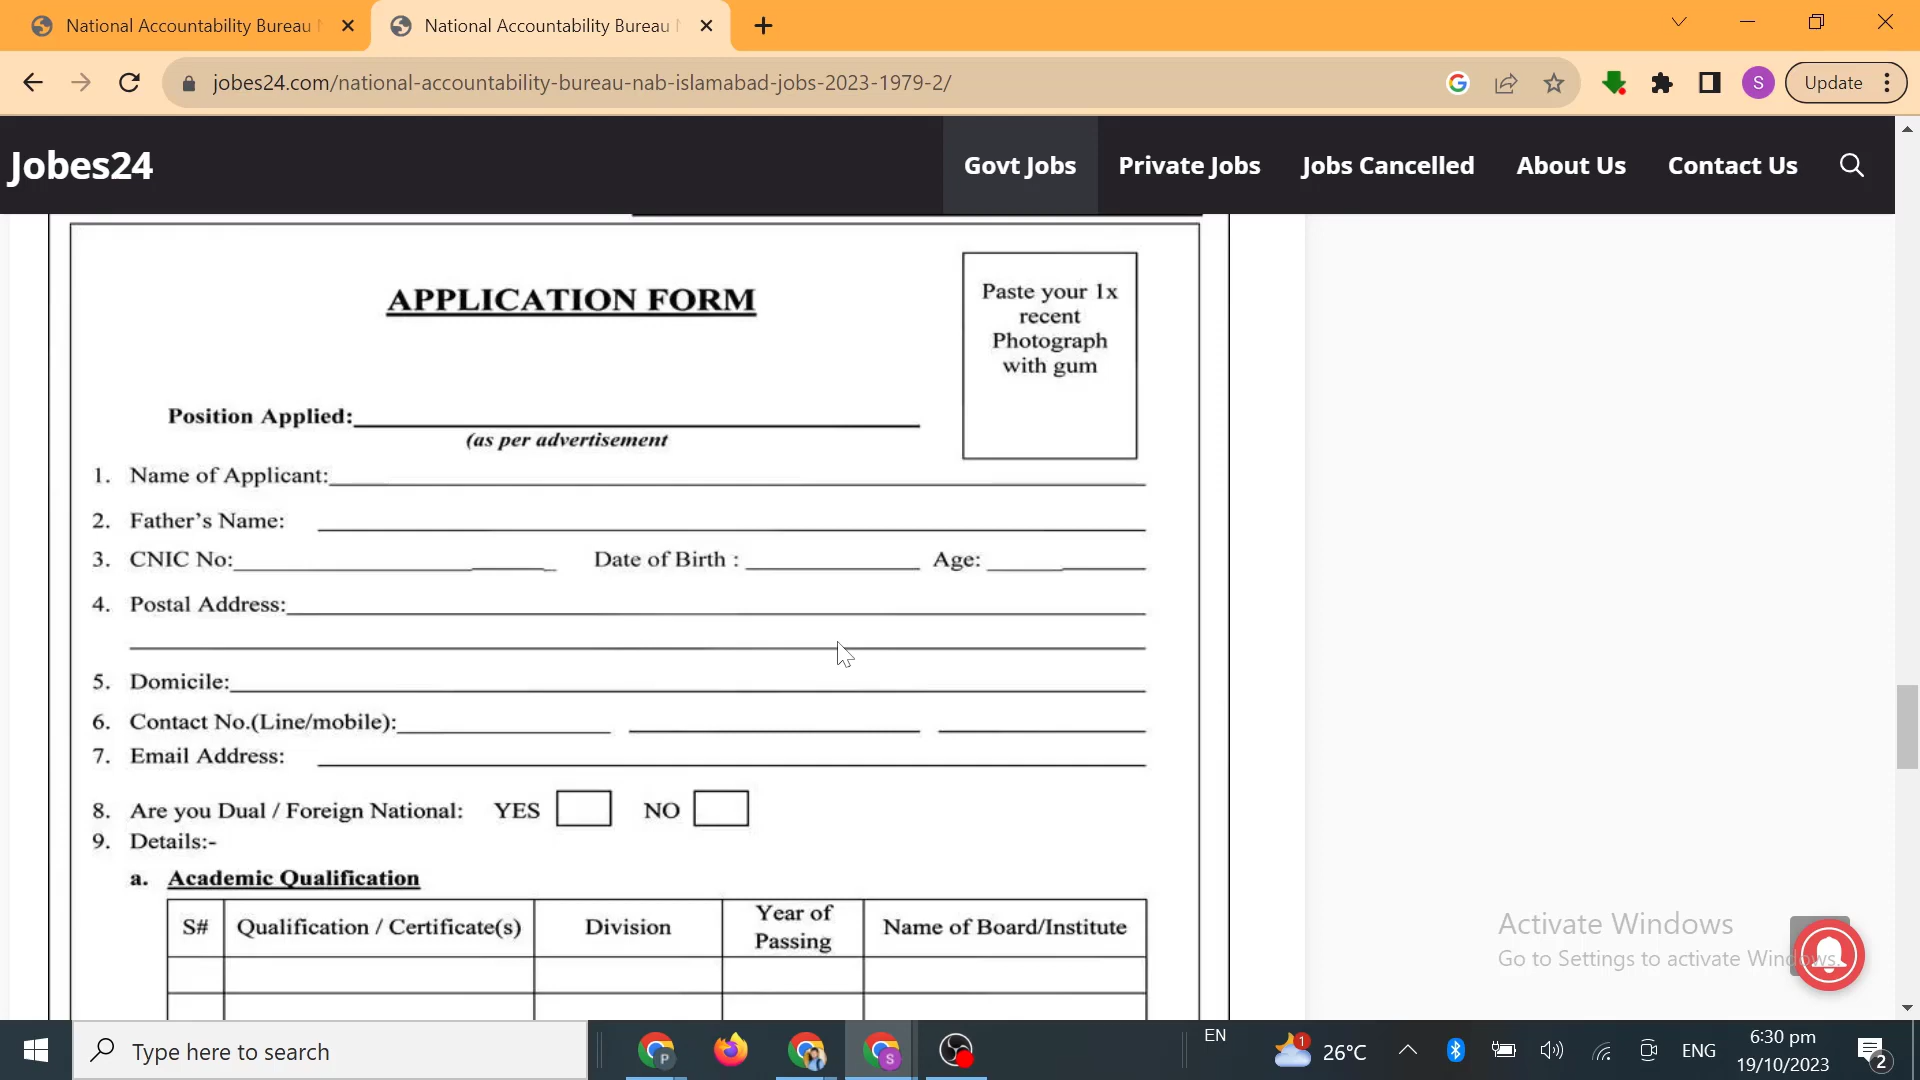 National Accountability Bureau
National Accountability Bureau
jobes24.com/national-accountability-bureau-nab-islamabad-jobs-2023-1979-2/
S
Update
Jobes24
Govt Jobs
Private Jobs
Jobs Cancelled
About Us
Contact Us
APPLICATION FORM
Paste your 1x
recent
Photograph
with gum
Position Applied:
(as per advertisement
1. Name of Applicant:
2. Father's Name:
3. CNIC No: Date of Birth : Age:
4. Postal Address:
5. Domicile:
6. Contact No.(Line/mobile):
7. Email Address:
8. Are you Dual / Foreign National: YES NO
9. Details:-
a. Academic Qualification
S# Qualification / Certificate(s) Division Year of Passing Name of Board/Institute
Activate Windows
Go to Settings to activate Windows.
Type here to search
P
S
EN
1
26°C
ENG
6:30 pm
19/10/2023
2